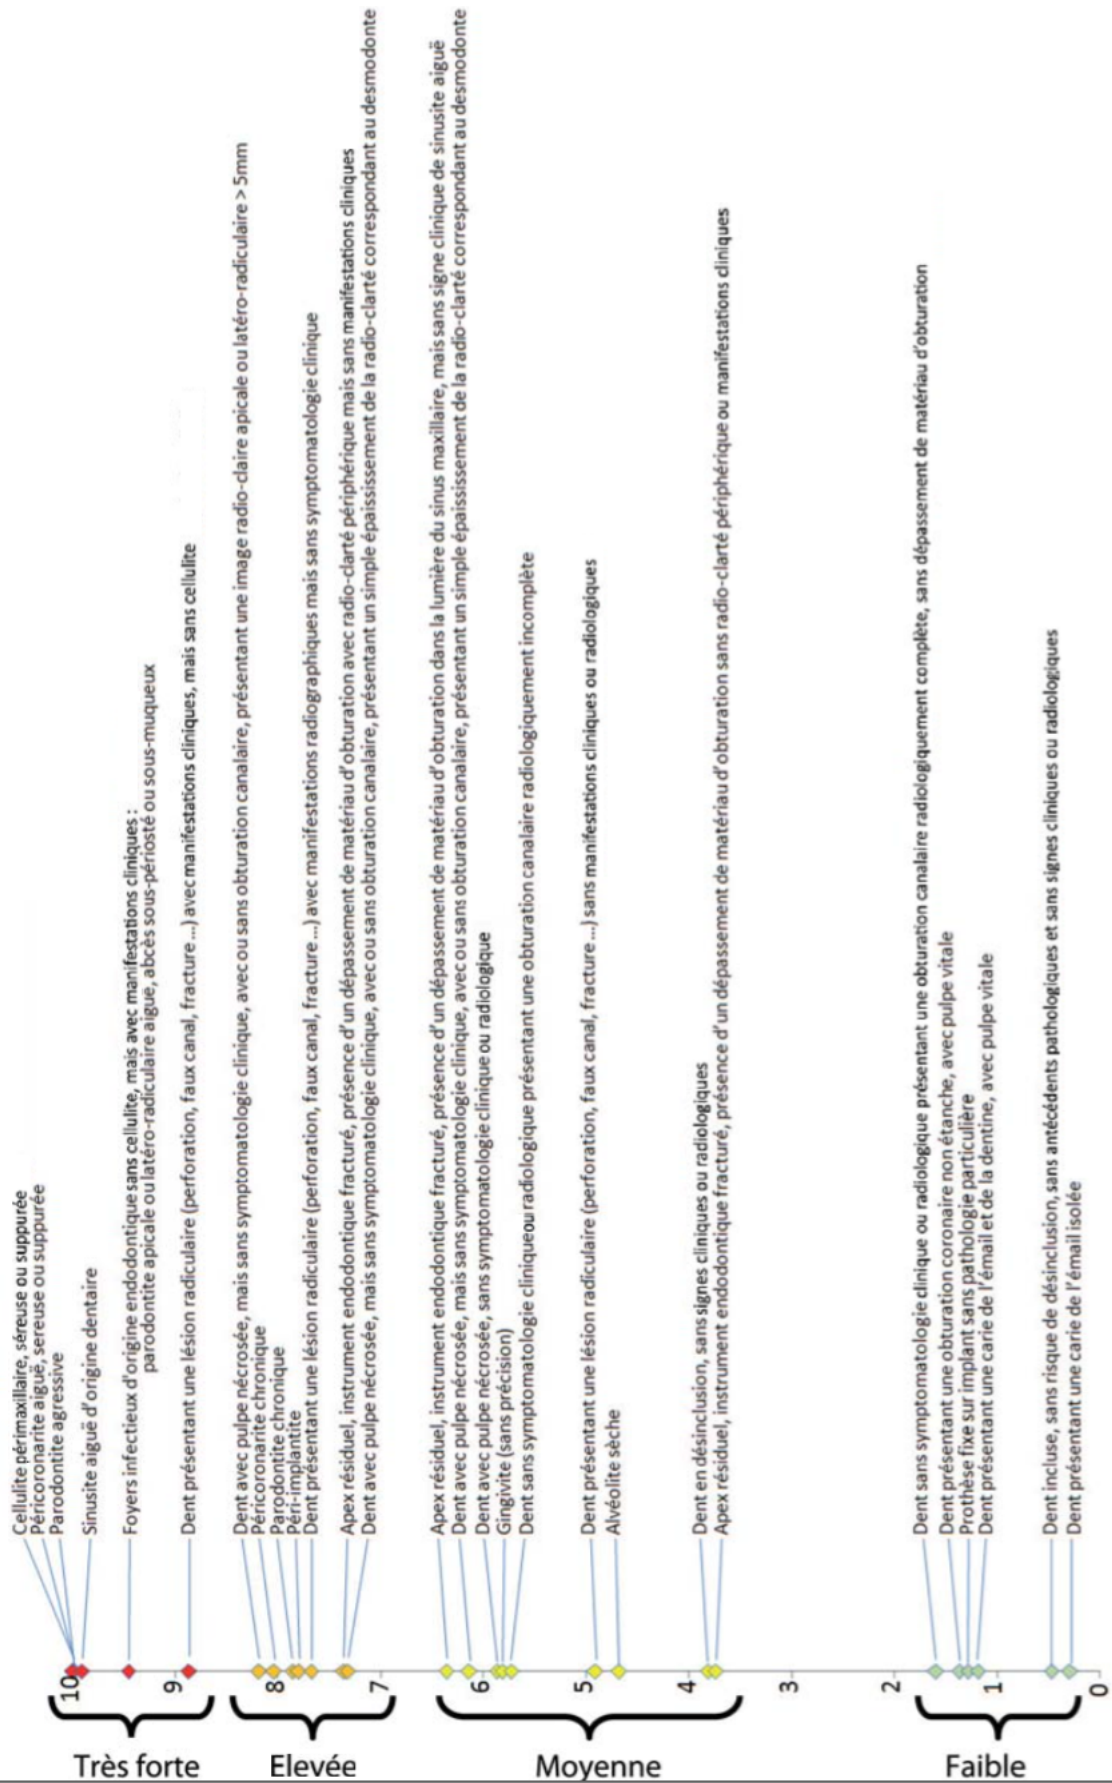 Très forte
Elevée
Moyenne
Faible
10
9
8
7
6
5
4
3
2
1
0
Cellulite périmaxillaire, séreuse ou suppurée
Péricoronarite aiguë, sereuse ou suppurée
Parodontite agressive
Sinusite aiguë d'origine dentaire
Foyers infectieux d'origine endodontique sans cellulite, mais avec manifestations cliniques :
parodontite apicale ou latéro-radiculaire aigue, abcès sous-périosté ou sous-muqueux
Dent présentant une lésion radiculaire (perforation, faux canal, fracture ...) avec manifestations cliniques, mais sans cellulite
Dent avec pulpe nécrosée, mais sans symptomatologie clinique, avec ou sans obturation canalaire, présentant une image radio-claire apicale ou latéro-radiculaire > 5mm
Péricoronarite chronique
Parodontite chronique
Péri-implantite
Dent présentant une lésion radiculaire (perforation, faux canal, fracture ...) avec manifestations radiographiques mais sans symptomatologie clinique
Apex résiduel, instrument endodontique fracturé, présence d'un dépassement de matériau d'obturation avec radio-clarté périphérique mais sans manifestations cliniques
Dent avec pulpe nécrosée, mais sans symptomatologie clinique, avec ou sans obturation canalaire, présentant un simple épaississement de la radio-clarté correspondant au desmodonte
Apex résiduel, instrument endodontique fracturé, présence d'un dépassement de matériau d'obturation dans la lumière du sinus maxillaire, mais sans signe clinique de sinusite aiguë
Dent avec pulpe nécrosée, mais sans symptomatologie clinique, avec ou sans obturation canalaire, présentant un simple épaississement de la radio-clarté correspondant au desmodonte
Dent avec pulpe nécrosée, sans symptomatologie clinique ou radiologique
Gingivite (sans précision)
Dent sans symptomatologie clinique ou radiologique présentant une obturation canalaire radiologiquement incomplète
Dent présentant une lésion radiculaire (perforation, faux canal, fracture ...) sans manifestations cliniques ou radiologiques
Alvéolite sèche
Dent en désinclusion, sans signes cliniques ou radiologiques
Apex résiduel, instrument endodontique fracturé, présence d'un dépassement de matériau d'obturation sans radio-clarté périphérique ou manifestations cliniques
Dent sans symptomatologie clinique ou radiologique présentant une obturation canalaire radiologiquement complète, sans dépassement de matériau d'obturation
Dent présentant une obturation coronaire non étanche, avec pulpe vitale
Prothèse fixe sur implant sans pathologie particulière
Dent présentant une carie de l'émail et de la dentine, avec pulpe vitale
Dent incluse, sans risque de désinclusion, sans antécédents pathologiques et sans signes cliniques ou radiologiques
Dent présentant une carie de l'émail isolée